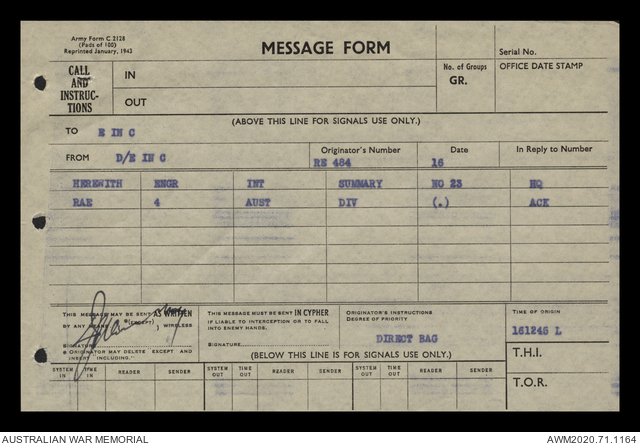 Army Form C 2128
(Pads of 100)
Reprinted January, 1943
MESSAGE FORM
Serial No.
CALL
AND
INSTRUC-
TIONS
IN
OUT
No. of Groups
GR.
OFFICE DATE STAMP
(ABOVE THIS LINE FOR SIGNALS USE ONLY.)
TO E IN C
FROM D/E IN C
Originator's Number
RE 484
Date
16
In Reply to Number
HEREWITH ENGR INT SUMMARY NO 23 HQ
RAE 4 AUST DIV (.) ACK
THIS MESSAGE MAY BE SENT AS WRITTEN
BY ANY MEANS *(EXCEPT) WIRELESS
SIGNATURE
* ORIGINATOR MAY DELETE EXCEPT AND
INSERT INCLUDING.
THIS MESSAGE MUST BE SENT IN CYPHER
IF LIABLE TO INTERCEPTION OR TO FALL
INTO ENEMY HANDS.
SIGNATURE
ORIGINATOR'S INSTRUCTIONS
DEGREE OF PRIORITY
DIRECT BAG
TIME OF ORIGIN
161245 L
(BELOW THIS LINE IS FOR SIGNALS USE ONLY.)
T.H.I.
T.O.R.
SYSTEM IN TIME IN READER SENDER SYSTEM OUT TIME OUT READER SENDER SYSTEM OUT TIME OUT READER SENDER
AUSTRALIAN WAR MEMORIAL
AWM2020.71.1164